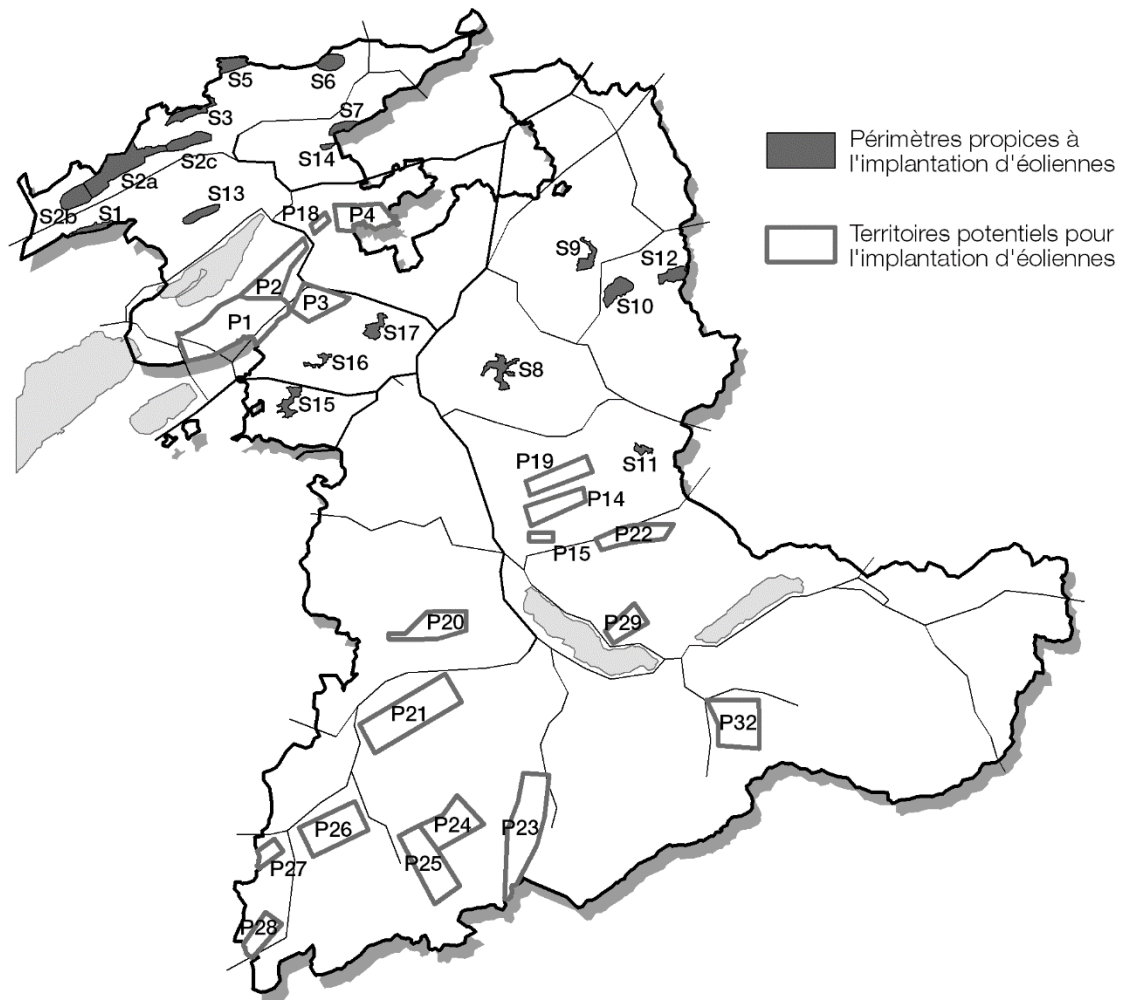 S5
S6
S3
S7
S2c
S14
S2a
S13
S2b
S1
P18
P4
S9
S12
S10
P2
P3
P1
S17
S16
S8
S15
P19
S11
P14
P22
P15
P20
P29
P21
P32
P26
P24
P23
P25
P27
P28
Périmètres propices à
l'implantation d'éoliennes
Territoires potentiels pour
l'implantation d'éoliennes